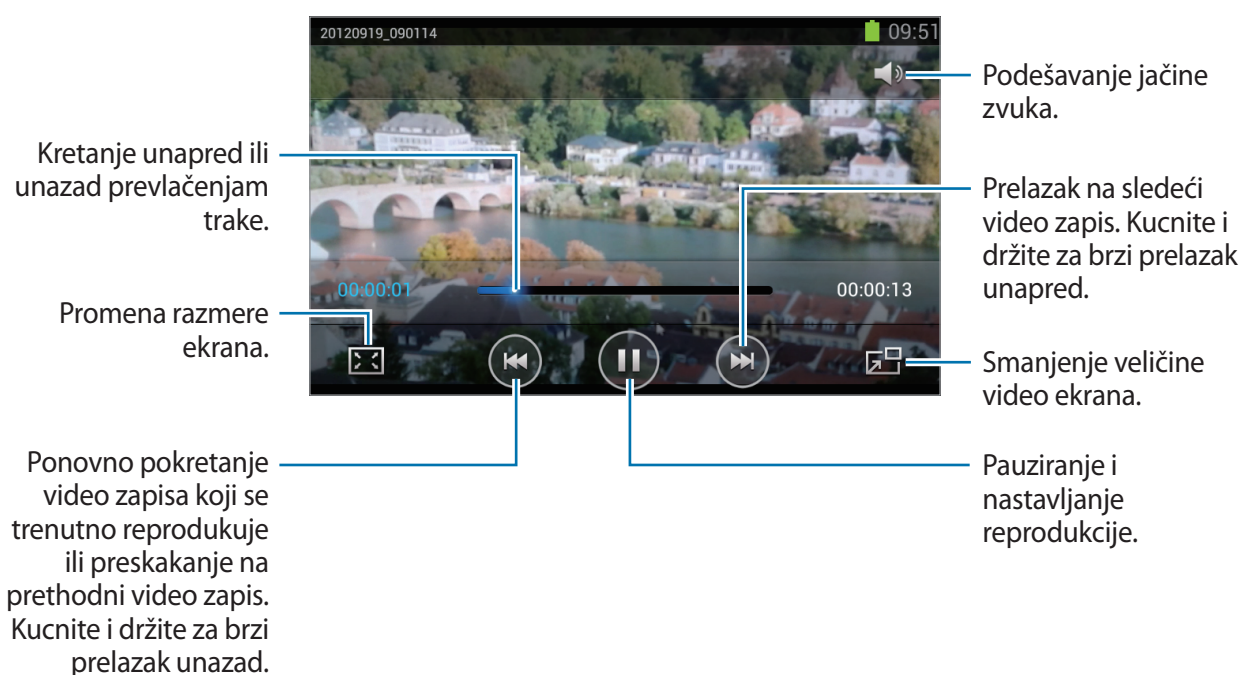 20120919_090114
09:51
Podešavanje jačine
zvuka.
Kretanje unapred ili
unazad prevlačenjam
trake.
Prelazak na sledeći
video zapis. Kucnite i
držite za brzi prelazak
unapred.
00:00:01
00:00:13
Promena razmere
ekrana.
Smanjenje veličine
video ekrana.
Ponovno pokretanje
video zapisa koji se
trenutno reprodukuje
ili preskakanje na
prethodni video zapis.
Kucnite i držite za brzi
prelazak unazad.
Pauziranje i
nastavljanje
reprodukcije.